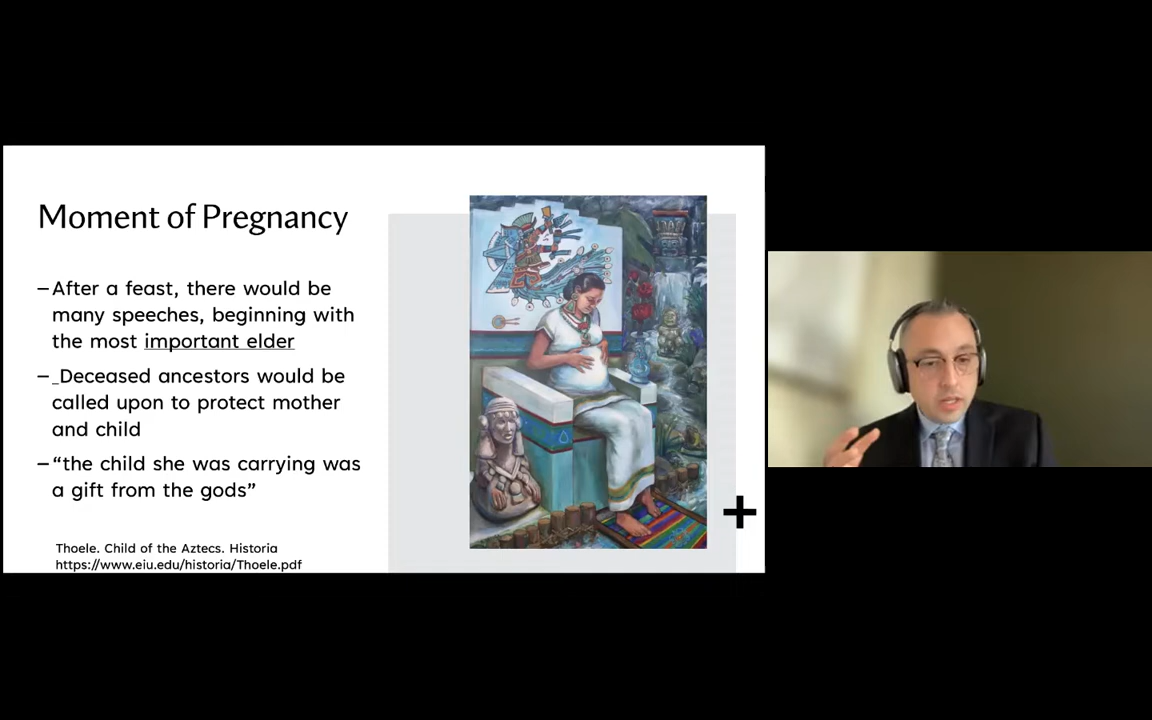 Moment of Pregnancy
– After a feast, there would be
many speeches, beginning with
the most important elder
– _Deceased ancestors would be
called upon to protect mother
and child
– “the child she was carrying was
a gift from the gods”
Thoele. Child of the Aztecs. Historia
https://www.eiu.edu/historia/Thoele.pdf